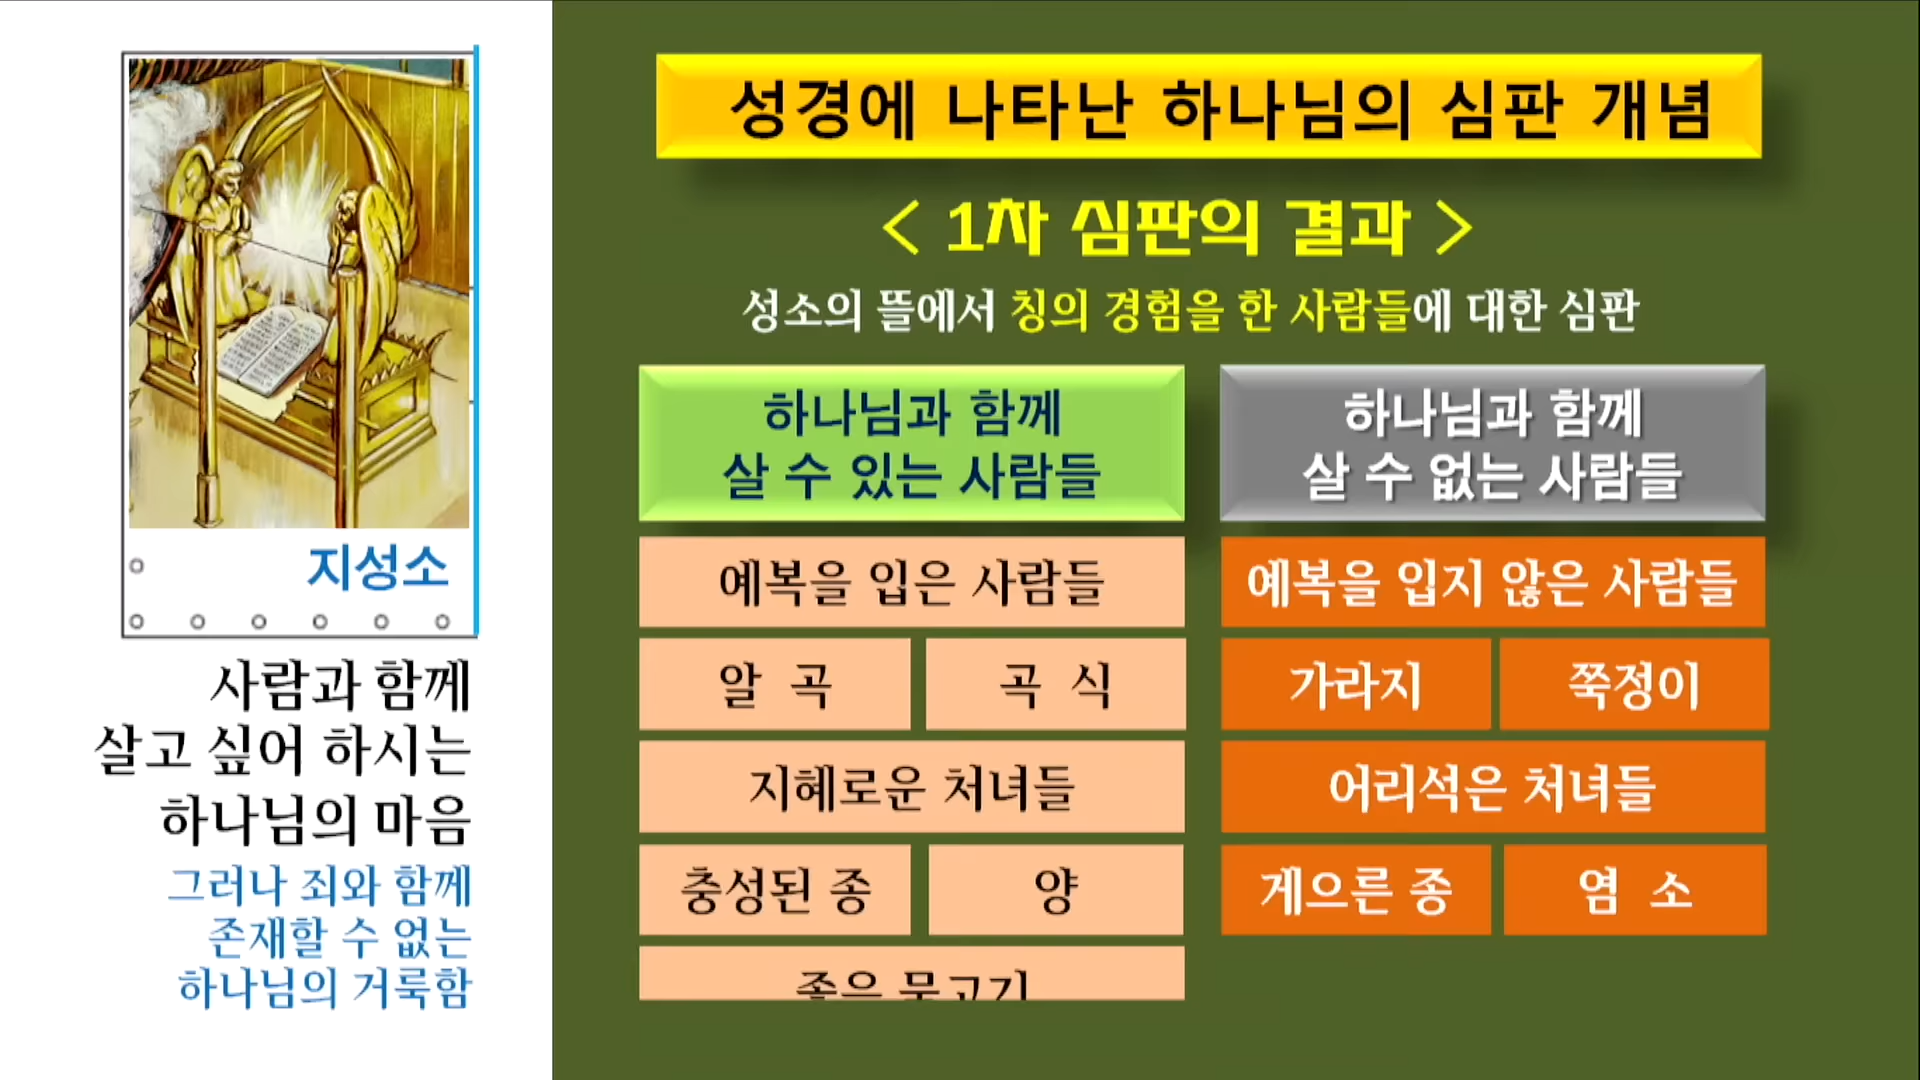 지성소
사람과 함께
살고 싶어 하시는
하나님의 마음
그러나 죄와 함께
존재할 수 없는
하나님의 거룩함
성경에 나타난 하나님의 심판 개념
< 1차 심판의 결과 >
성소의 뜰에서 칭의 경험을 한 사람들에 대한 심판
하나님과 함께
살 수 있는 사람들
하나님과 함께
살 수 없는 사람들
예복을 입은 사람들
예복을 입지 않은 사람들
알 곡
곡 식
가라지
쭉정이
지혜로운 처녀들
어리석은 처녀들
충성된 종
양
게으른 종
염 소
좋은 물고기